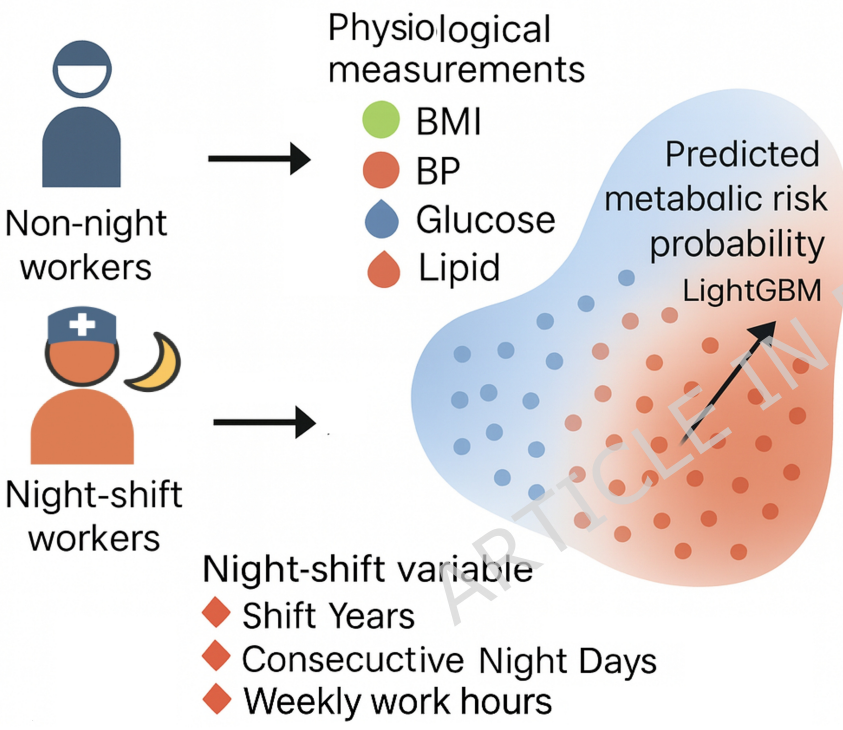 Physiological
measurements
BMI
BP
Glucose
Lipid
Non-night
workers
Predicted
metabalic risk
probability
LightGBM
Night-shift
workers
Night-shift variable
Shift Years
Consecuctive Night Days
Weekly work hours
ARTICLE IN